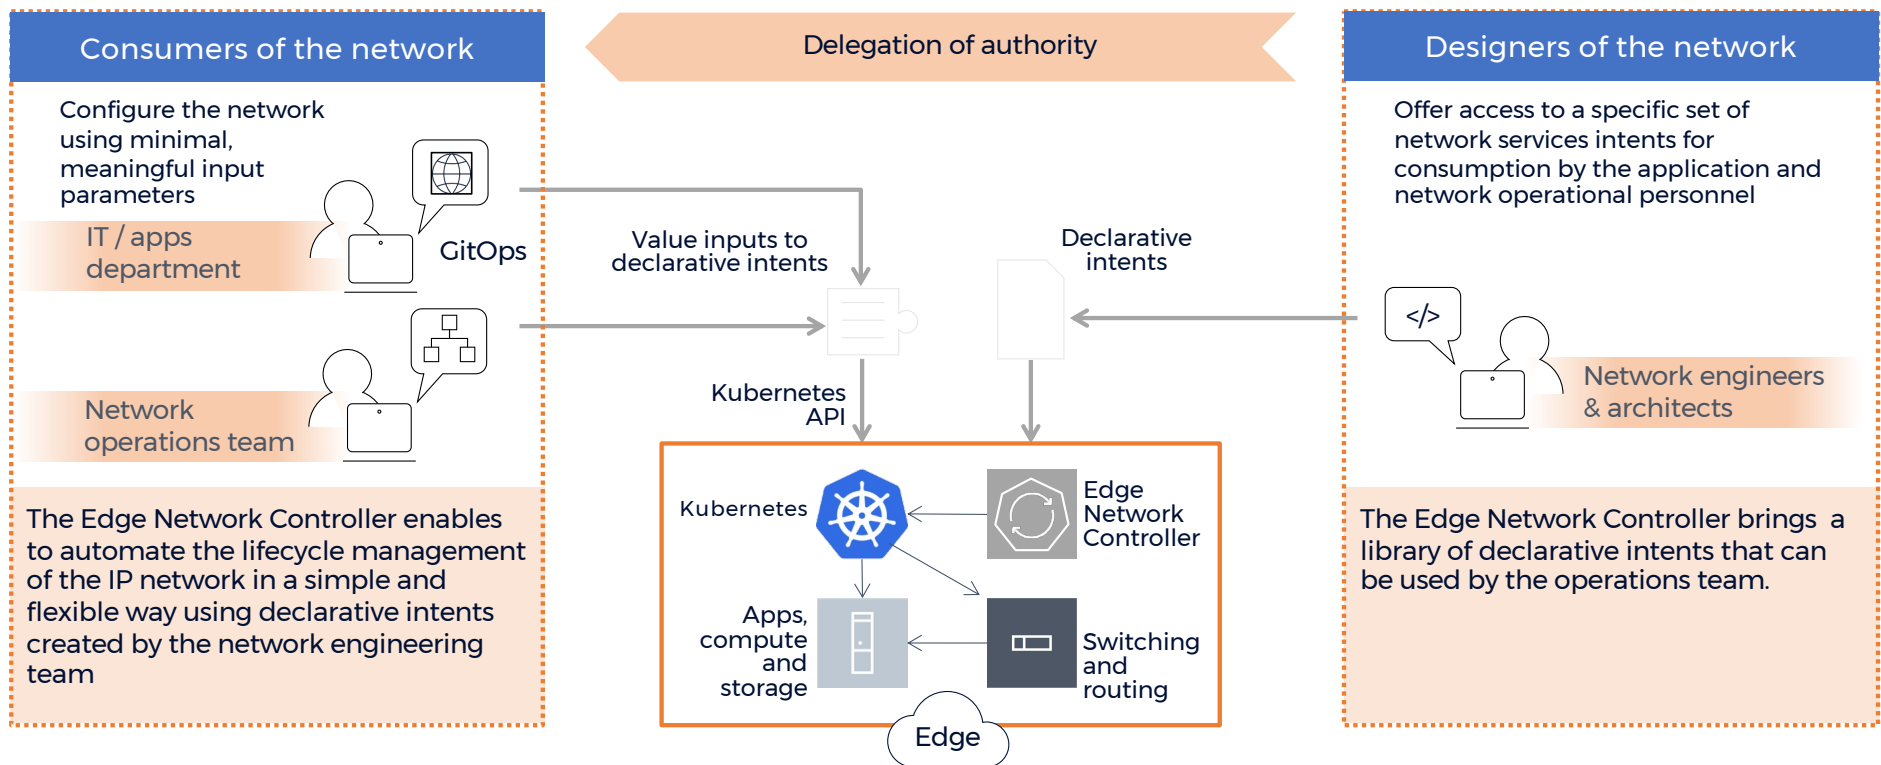 Consumers of the network
Delegation of authority
Designers of the network
Configure the network
using minimal,
meaningful input
parameters
IT / apps
department
GitOps
Network
operations team
The Edge Network Controller enables
to automate the lifecycle management
of the IP network in a simple and
flexible way using declarative intents
created by the network engineering
team
Value inputs to
declarative intents
Declarative
intents
Kubernetes
API
Kubernetes
Edge
Network
Controller
Apps,
compute
and
storage
Switching
and
routing
Edge
Offer access to a specific set of
network services intents for
consumption by the application and
network operational personnel
</>
Network engineers
& architects
The Edge Network Controller brings  a
library of declarative intents that can
be used by the operations team.